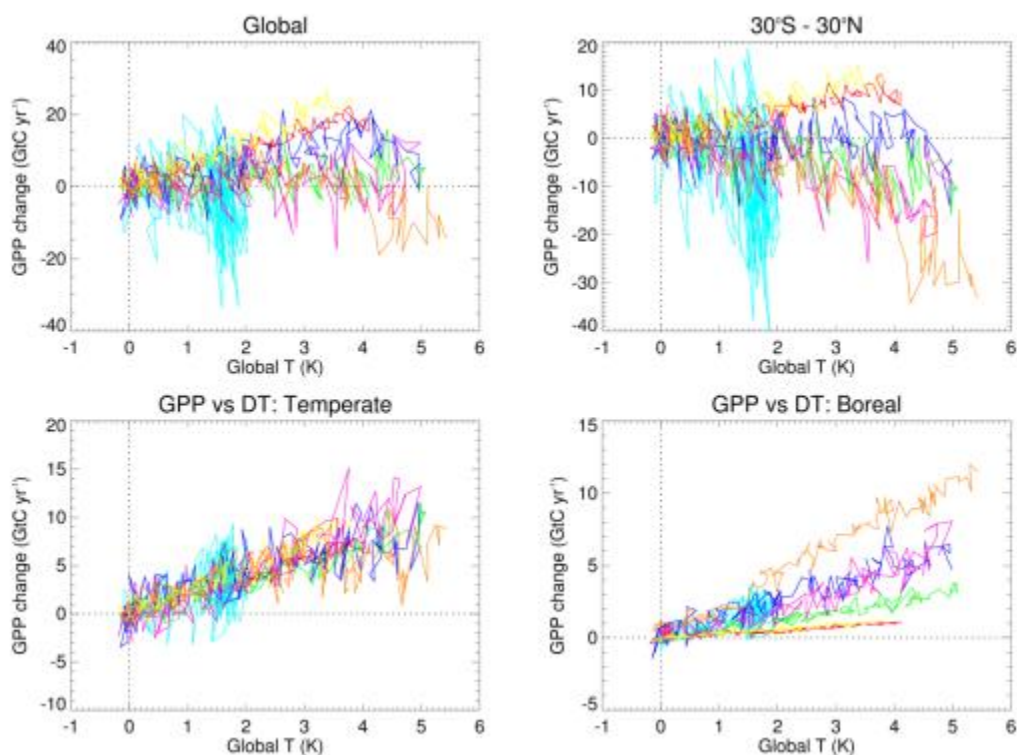 Global
GPP change (GtC yr⁻¹)
40
20
0
-20
-40
-1 0 1 2 3 4 5 6
Global T (K)
30°S - 30°N
GPP change (GtC yr⁻¹)
20
10
0
-10
-20
-30
-40
-1 0 1 2 3 4 5 6
Global T (K)
GPP vs DT: Temperate
GPP change (GtC yr⁻¹)
20
15
10
5
0
-5
-10
-1 0 1 2 3 4 5 6
Global T (K)
GPP vs DT: Boreal
GPP change (GtC yr⁻¹)
15
10
5
0
-5
-1 0 1 2 3 4 5 6
Global T (K)